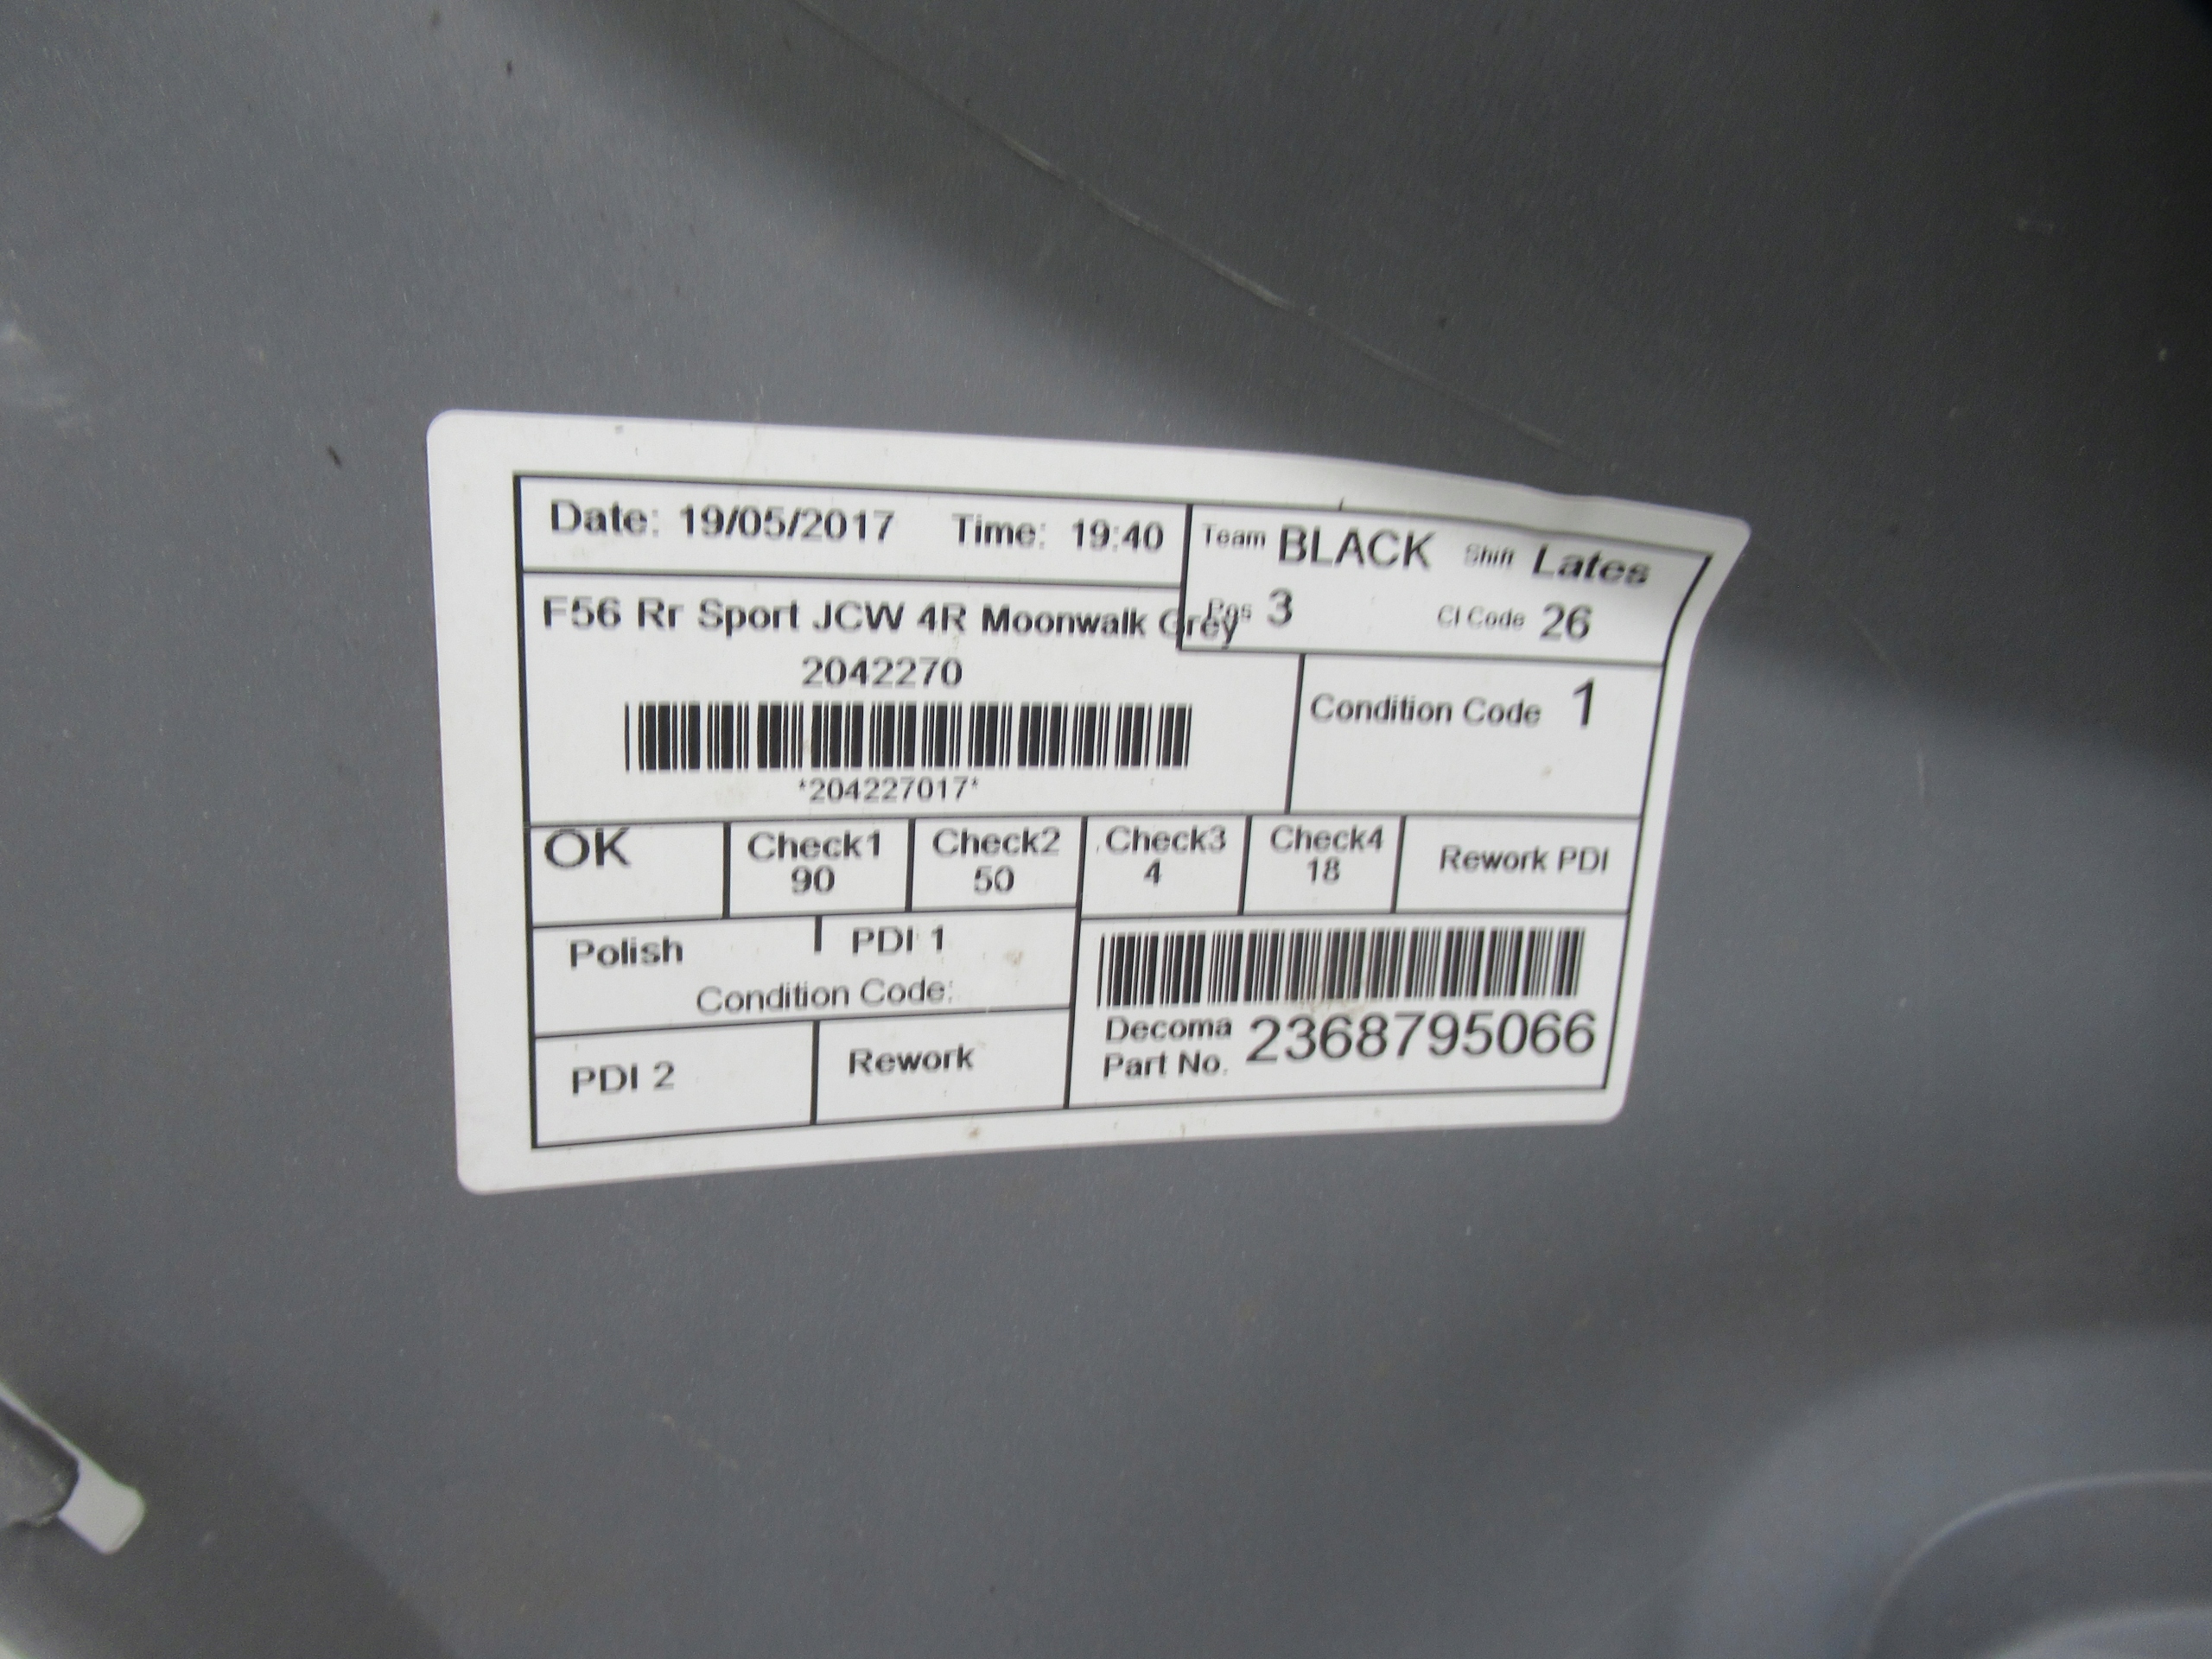 Date: 19/05/2017 Time: 19:40
Team BLACK Shift Lates
Pos 3 CI Code 26
F56 Rr Sport JCW 4R Moonwalk Grey
2042270
*204227017*
Condition Code 1
OK
Check1
90
Check2
50
Check3
4
Check4
18
Rework PDI
Polish PDI 1
Condition Code:
PDI 2
Rework
Decoma
Part No. 2368795066